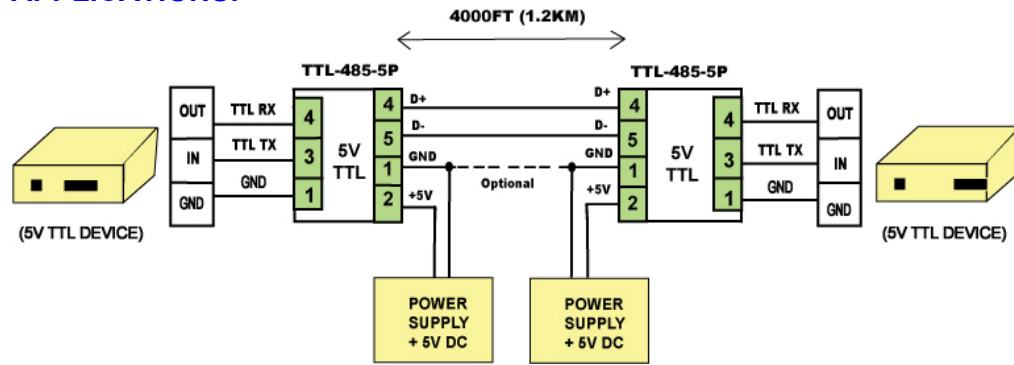 4000FT (1.2KM)
TTL-485-5P
TTL-485-5P
OUT
TTL RX
4
4
D+
D+
4
4
TTL RX
OUT
IN
TTL TX
3
5V
TTL
5
D-
D-
5
5V
TTL
3
TTL TX
IN
GND
GND
1
1
GND
Optional
GND
1
1
GND
GND
2
+5V
+5V
2
(5V TTL DEVICE)
(5V TTL DEVICE)
POWER
SUPPLY
+ 5V DC
POWER
SUPPLY
+ 5V DC